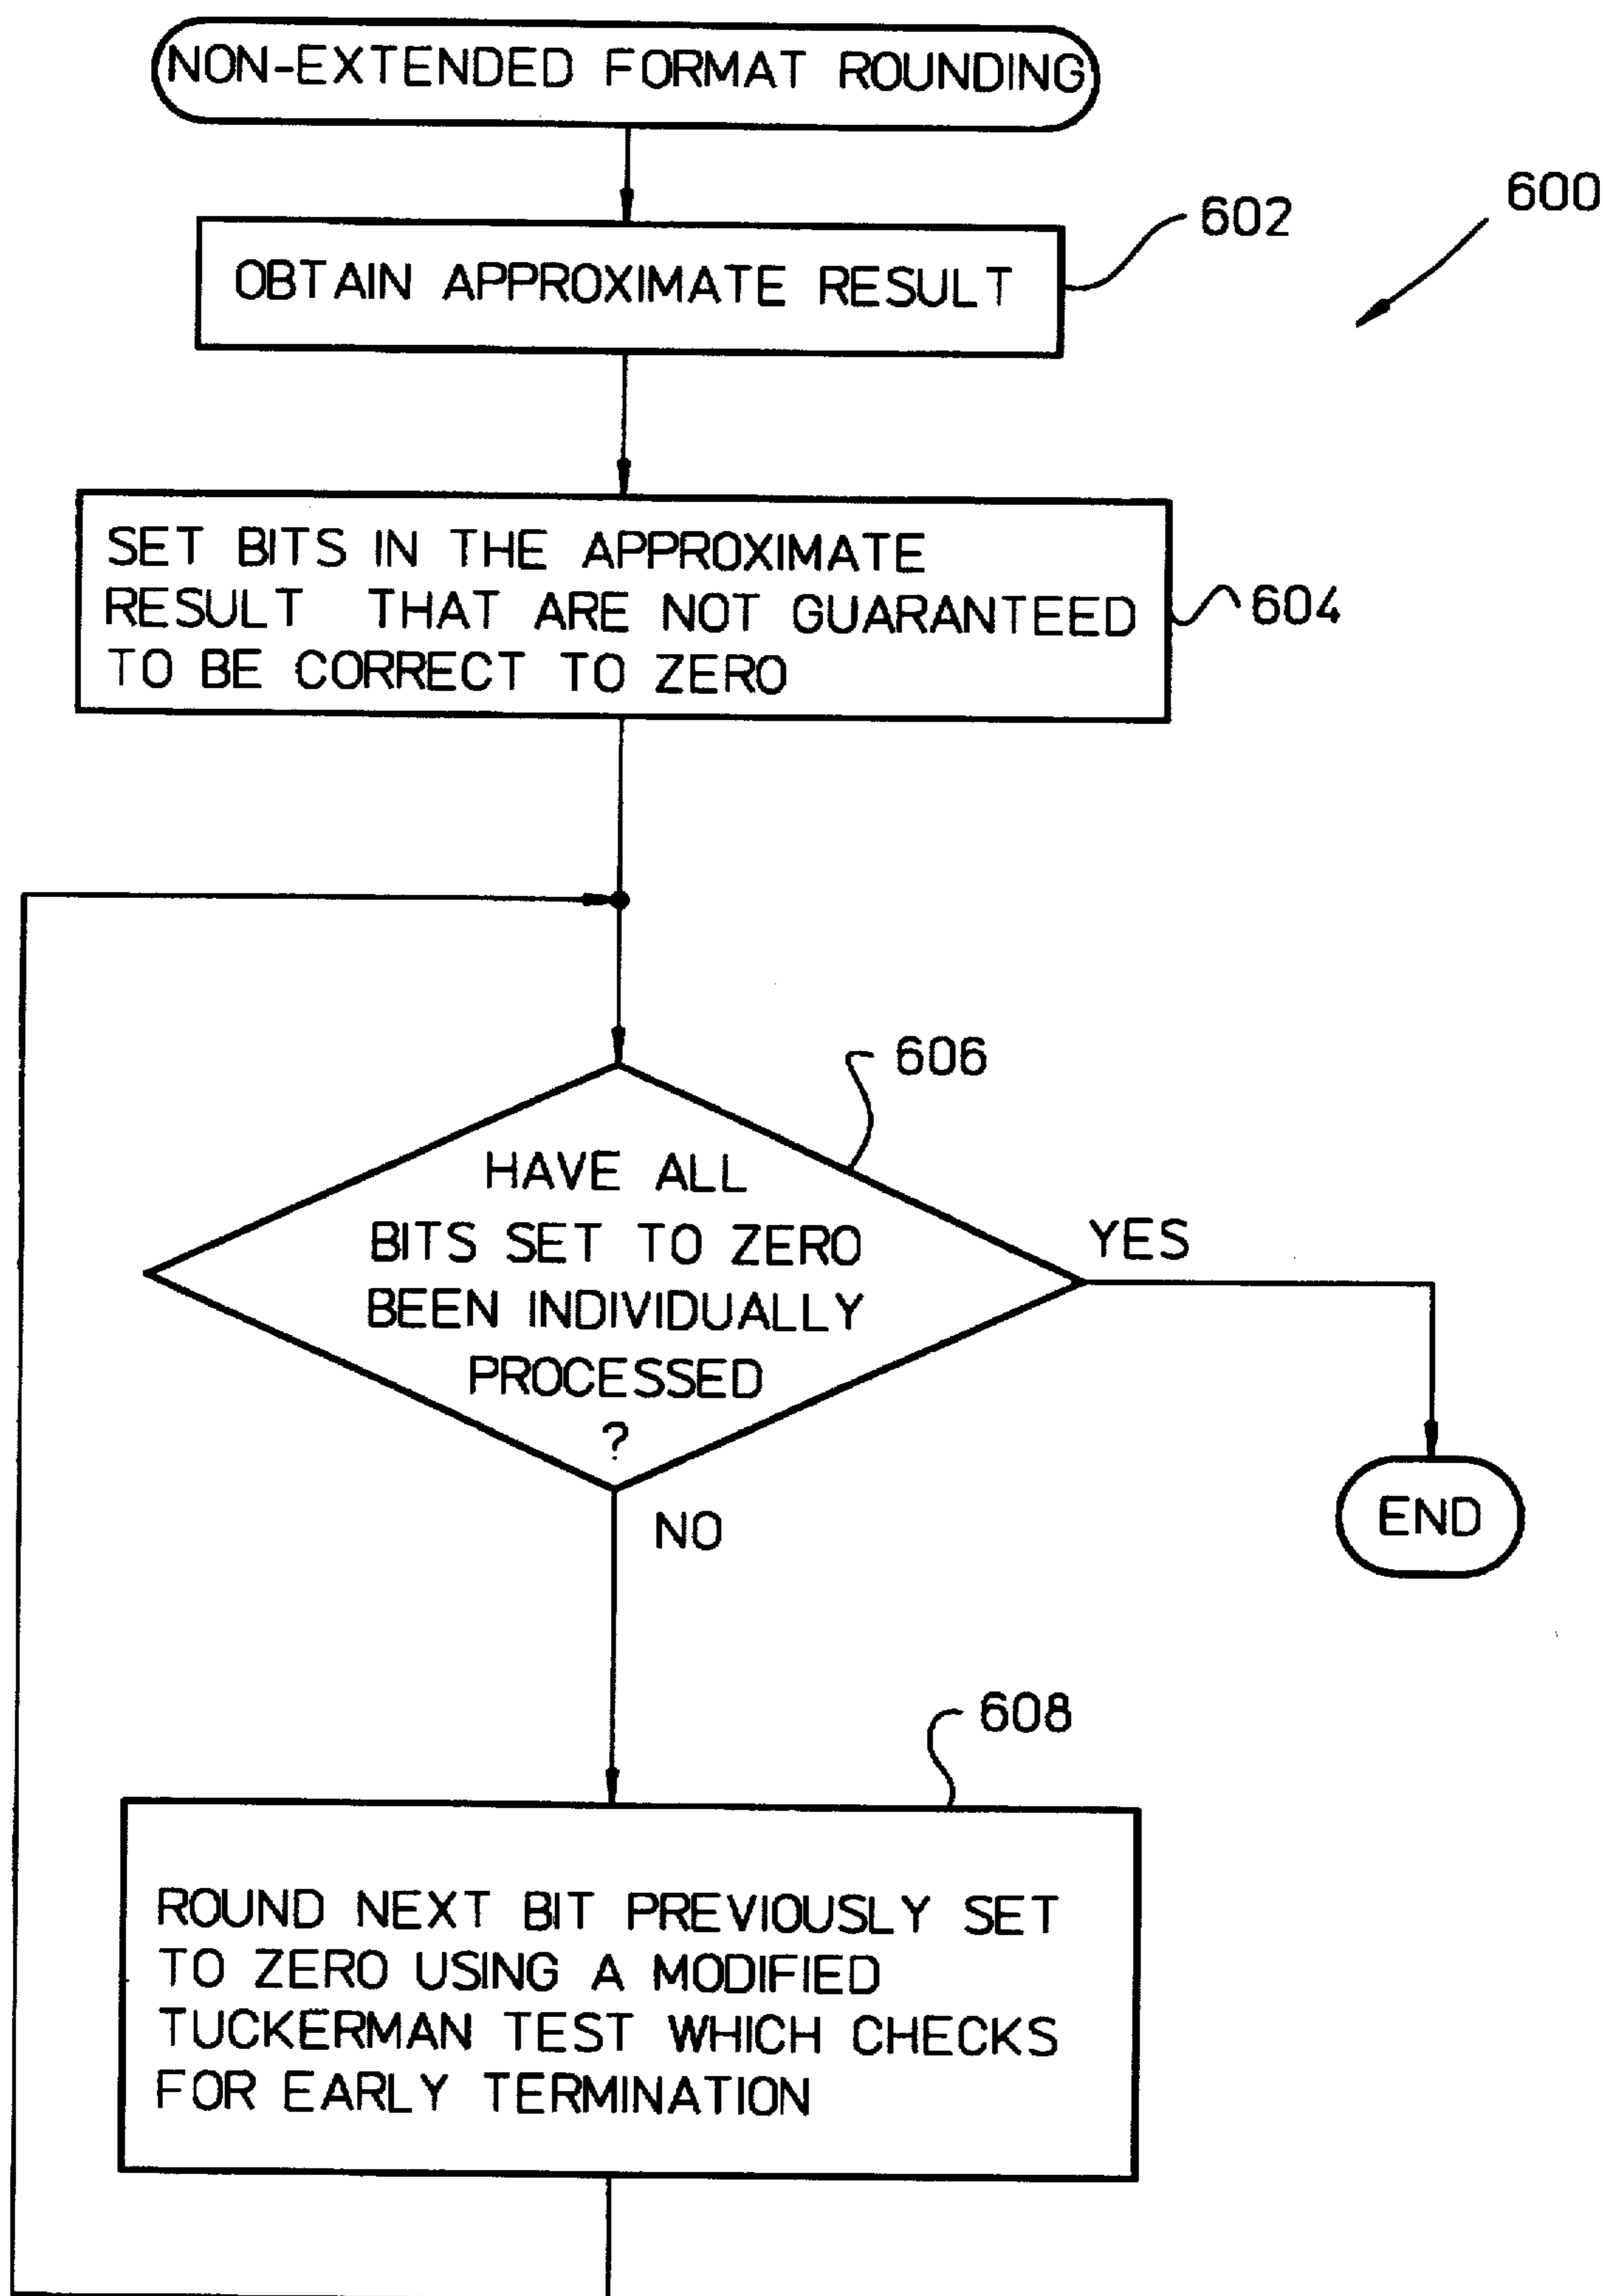 NON-EXTENDED FORMAT ROUNDING
600
602
OBTAIN APPROXIMATE RESULT
SET BITS IN THE APPROXIMATE
RESULT THAT ARE NOT GUARANTEED
TO BE CORRECT TO ZERO
604
606
HAVE ALL
BITS SET TO ZERO
BEEN INDIVIDUALLY
PROCESSED
?
YES
END
NO
608
ROUND NEXT BIT PREVIOUSLY SET
TO ZERO USING A MODIFIED
TUCKERMAN TEST WHICH CHECKS
FOR EARLY TERMINATION